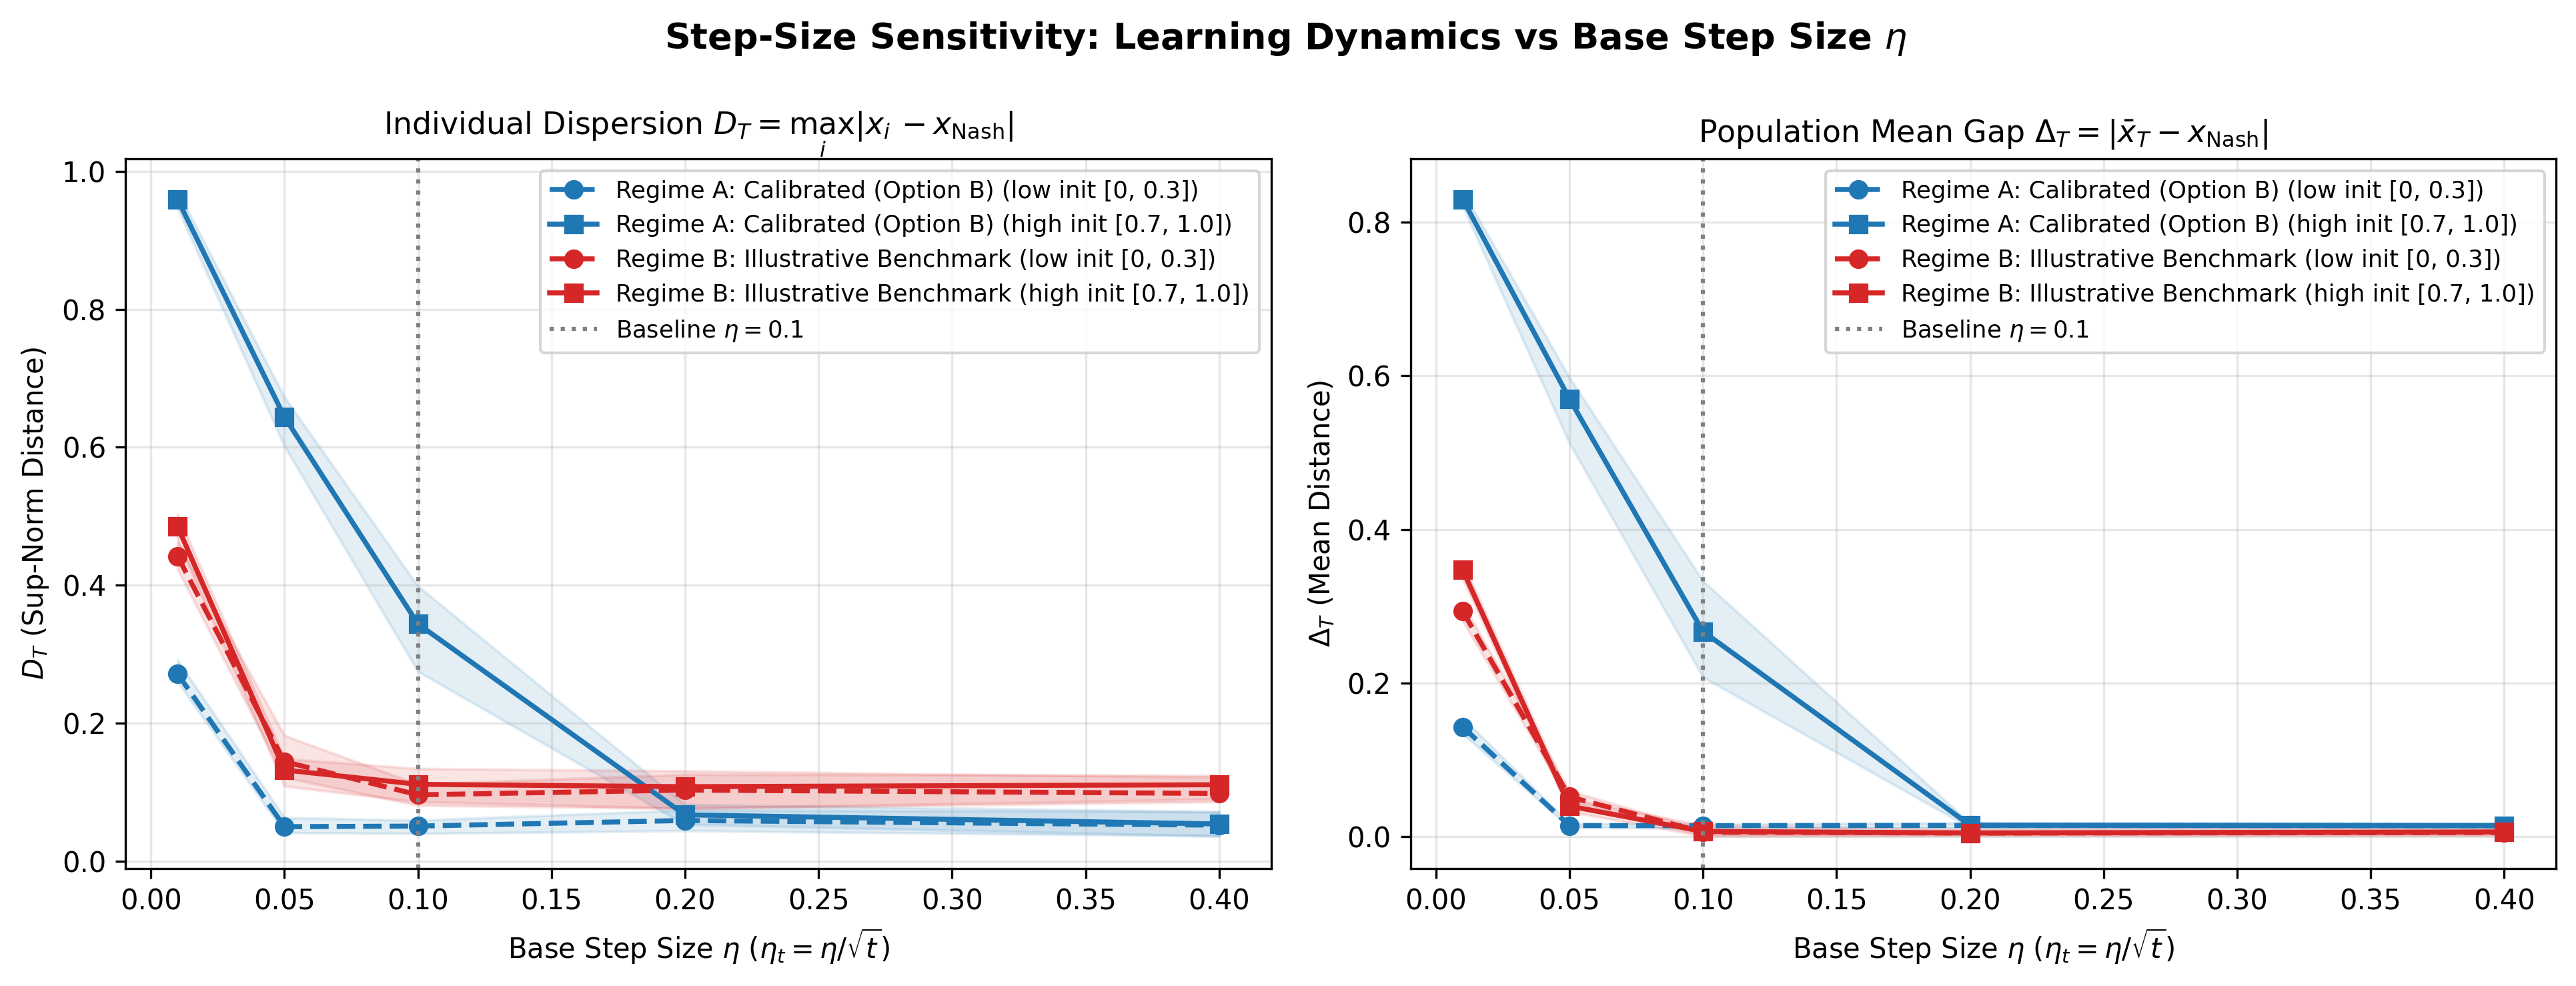 Step-Size Sensitivity: Learning Dynamics vs Base Step Size η
Individual Dispersion D_T = max_i |x_i − x_Nash|
D_T (Sup-Norm Distance)
1.0
0.8
0.6
0.4
0.2
0.0
Regime A: Calibrated (Option B) (low init [0, 0.3])
Regime A: Calibrated (Option B) (high init [0.7, 1.0])
Regime B: Illustrative Benchmark (low init [0, 0.3])
Regime B: Illustrative Benchmark (high init [0.7, 1.0])
Baseline η = 0.1
0.00 0.05 0.10 0.15 0.20 0.25 0.30 0.35 0.40
Base Step Size η (η_t = η/√t)
Population Mean Gap Δ_T = |x̄_T − x_Nash|
Δ_T (Mean Distance)
0.8
0.6
0.4
0.2
0.0
Regime A: Calibrated (Option B) (low init [0, 0.3])
Regime A: Calibrated (Option B) (high init [0.7, 1.0])
Regime B: Illustrative Benchmark (low init [0, 0.3])
Regime B: Illustrative Benchmark (high init [0.7, 1.0])
Baseline η = 0.1
0.00 0.05 0.10 0.15 0.20 0.25 0.30 0.35 0.40
Base Step Size η (η_t = η/√t)